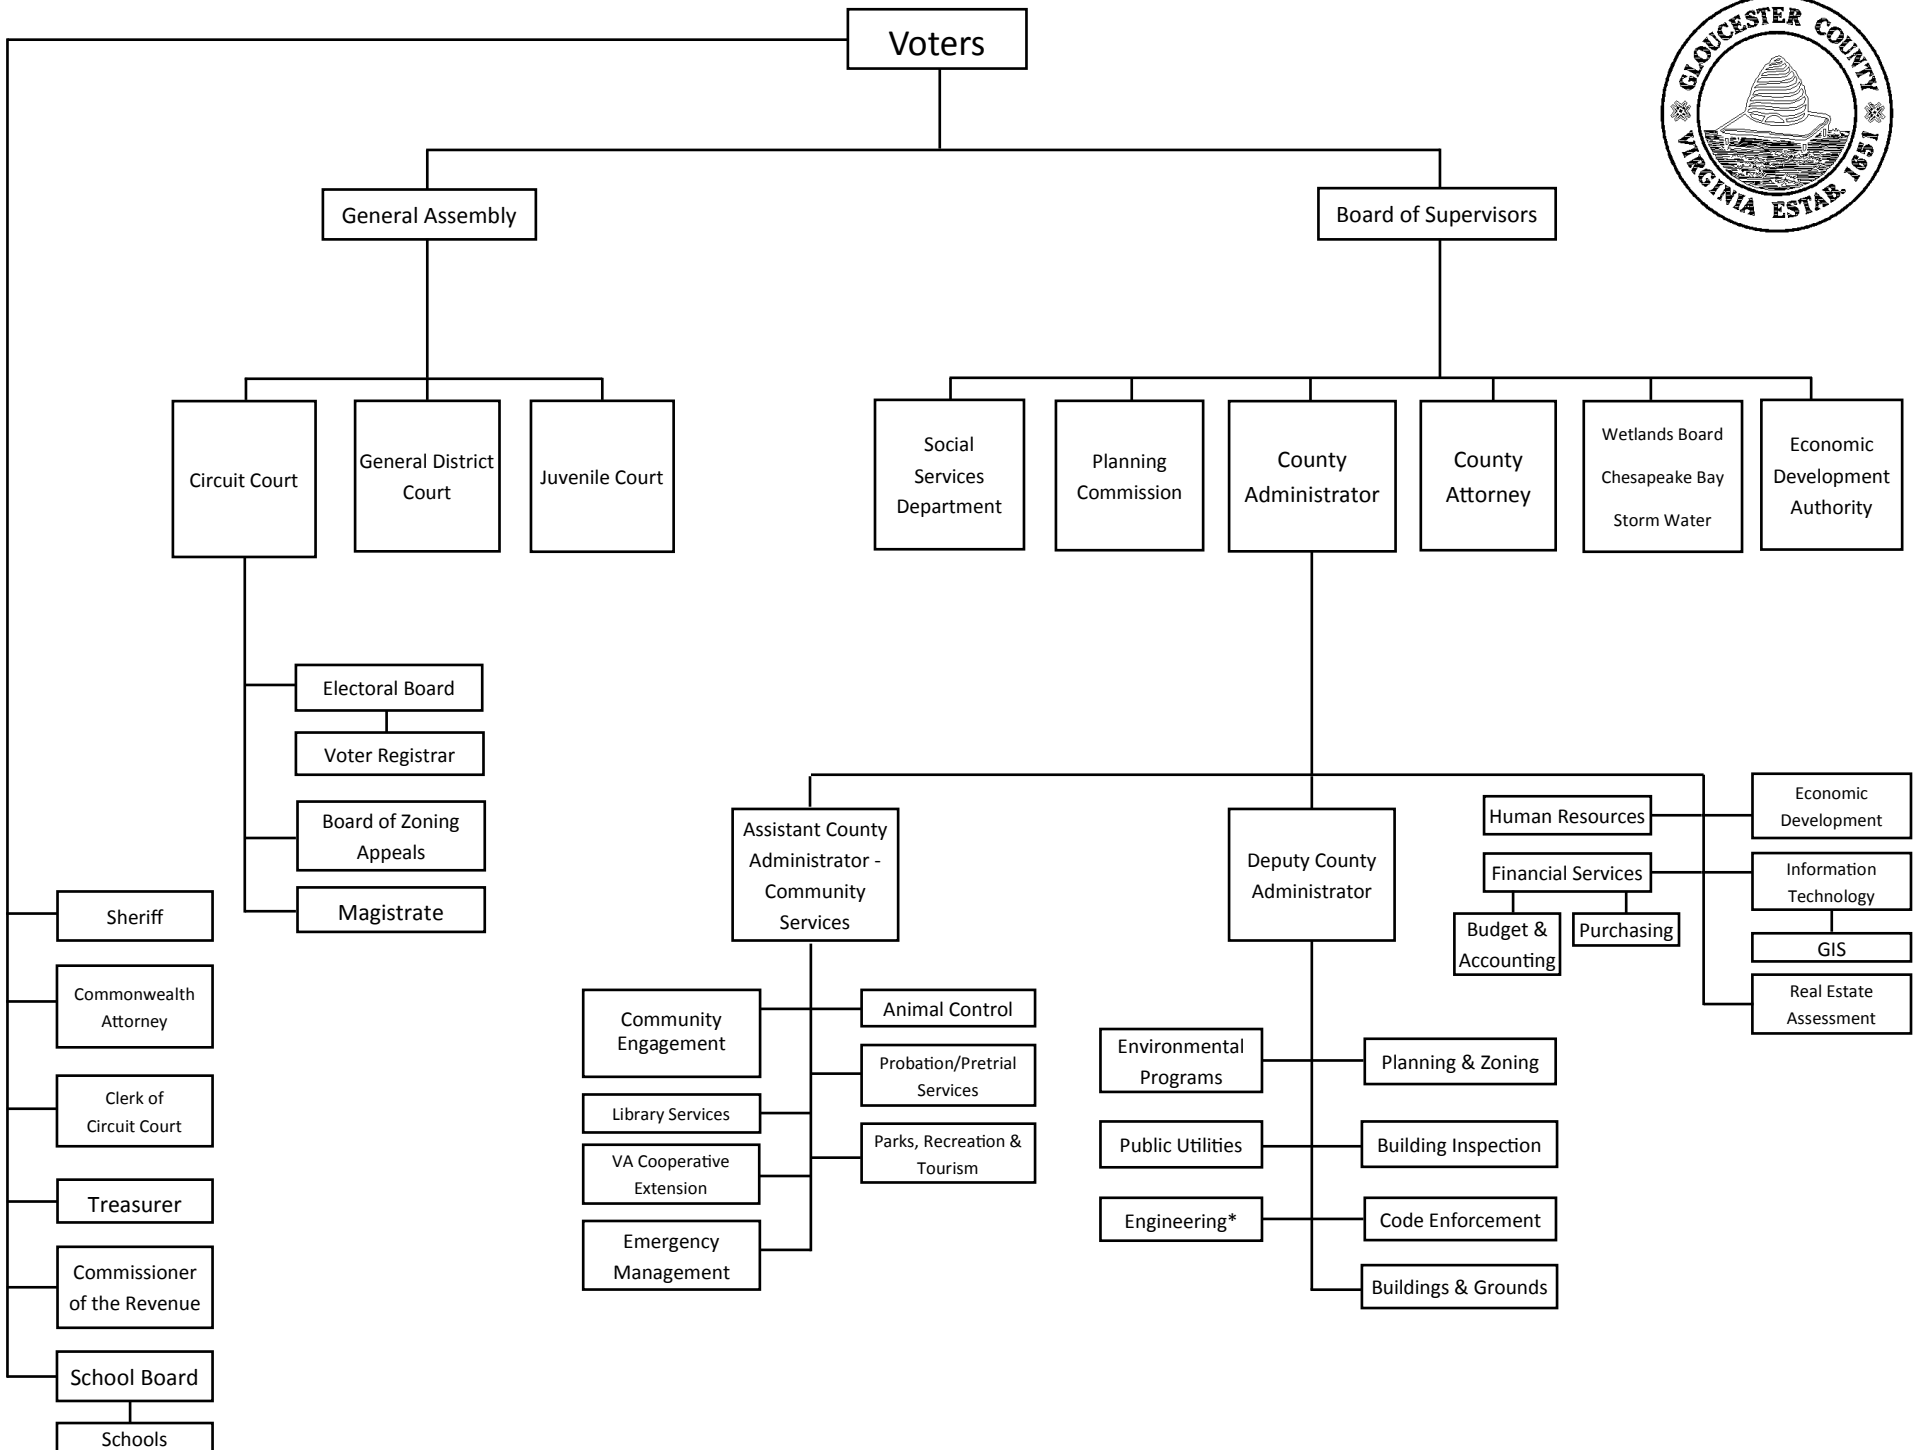 Voters
GLOUCESTER COUNTY
VIRGINIA ESTAB. 1651
General Assembly
Board of Supervisors
Circuit Court
General District
Court
Juvenile Court
Social
Services
Department
Planning
Commission
County
Administrator
County
Attorney
Wetlands Board
Chesapeake Bay
Storm Water
Economic
Development
Authority
Electoral Board
Voter Registrar
Board of Zoning
Appeals
Magistrate
Sheriff
Commonwealth
Attorney
Clerk of
Circuit Court
Treasurer
Commissioner
of the Revenue
School Board
Schools
Assistant County
Administrator -
Community
Services
Community
Engagement
Animal Control
Probation/Pretrial
Services
Library Services
Parks, Recreation &
Tourism
VA Cooperative
Extension
Emergency
Management
Deputy County
Administrator
Environmental
Programs
Planning & Zoning
Public Utilities
Building Inspection
Engineering*
Code Enforcement
Buildings & Grounds
Human Resources
Economic
Development
Financial Services
Information
Technology
Budget &
Accounting
Purchasing
GIS
Real Estate
Assessment